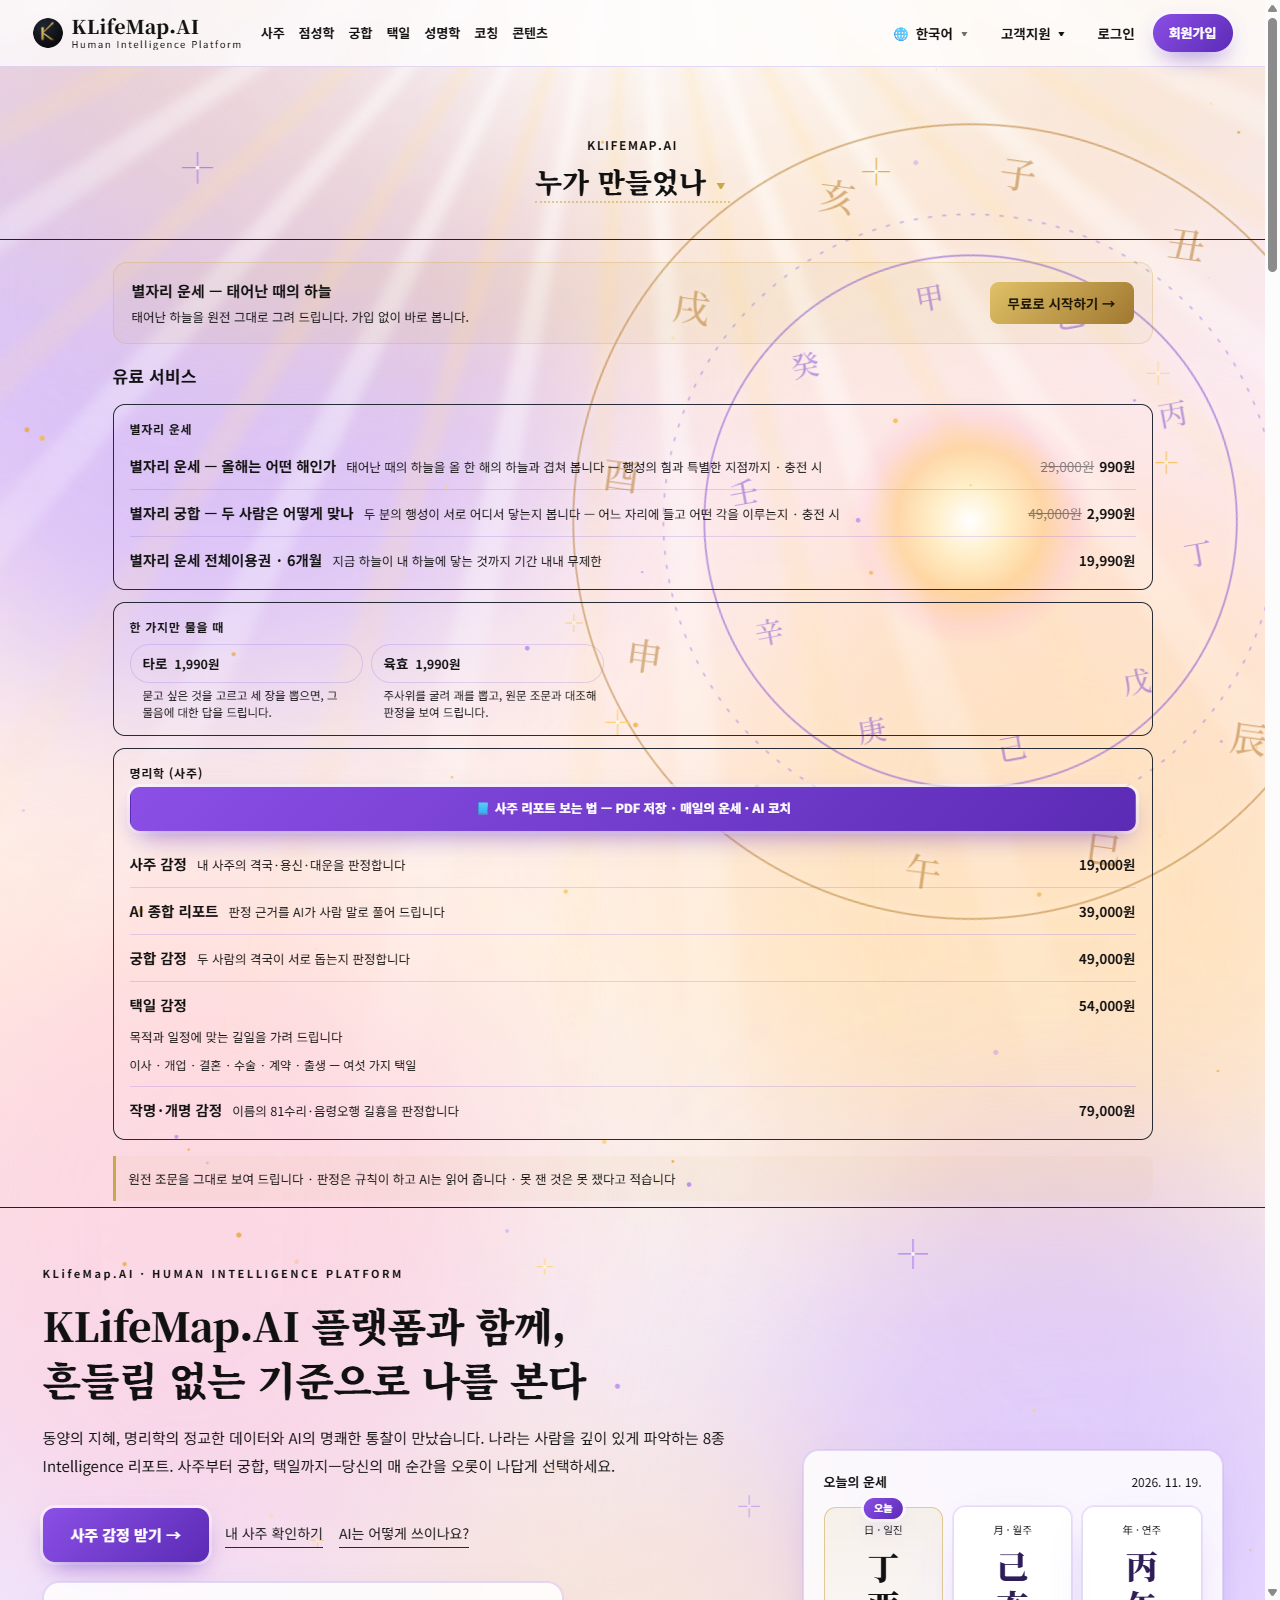 KLifeMap.AI
Human Intelligence Platform
사주 점성학 궁합 택일 성명학 코칭 콘텐츠
한국어 고객지원 로그인 회원가입
KLIFEMAP.AI
누가 만들었나
별자리 운세 — 태어난 때의 하늘
태어난 하늘을 원전 그대로 그려 드립니다. 가입 없이 바로 봅니다.
무료로 시작하기 →
유료 서비스
별자리 운세
별자리 운세 — 올해는 어떤 해인가 태어난 때의 하늘을 올 한 해의 하늘과 겹쳐 봅니다 — 행성의 힘과 특별한 지점까지 · 충전 시 29,000원 990원
별자리 궁합 — 두 사람은 어떻게 맞나 두 분의 행성이 서로 어디서 닿는지 봅니다 — 어느 자리에 들고 어떤 각을 이루는지 · 충전 시 49,000원 2,990원
별자리 운세 전체이용권 · 6개월 지금 하늘이 내 하늘에 닿는 것까지 기간 내내 무제한 19,990원
한 가지만 물을 때
타로 1,990원
묻고 싶은 것을 고르고 세 장을 뽑으면, 그
물음에 대한 답을 드립니다.
육효 1,990원
주사위를 굴려 괘를 뽑고, 원문 조문과 대조해
판정을 보여 드립니다.
명리학 (사주)
사주 리포트 보는 법 — PDF 저장 · 매일의 운세 · AI 코치
사주 감정 내 사주의 격국·용신·대운을 판정합니다 19,000원
AI 종합 리포트 판정 근거를 AI가 사람 말로 풀어 드립니다 39,000원
궁합 감정 두 사람의 격국이 서로 돕는지 판정합니다 49,000원
택일 감정 54,000원
목적과 일정에 맞는 길일을 가려 드립니다
이사 · 개업 · 결혼 · 수술 · 계약 · 출생 — 여섯 가지 택일
작명·개명 감정 이름의 81수리·음령오행 길흉을 판정합니다 79,000원
원전 조문을 그대로 보여 드립니다 · 판정은 규칙이 하고 AI는 읽어 줍니다 · 못 잰 것은 못 쟀다고 적습니다
子
丑
辰
巳
午
申
酉
戌
亥
甲
丙
丁
戊
己
庚
辛
壬
癸
KLifeMap.AI · HUMAN INTELLIGENCE PLATFORM
KLifeMap.AI 플랫폼과 함께,
흔들림 없는 기준으로 나를 본다
동양의 지혜, 명리학의 정교한 데이터와 AI의 명쾌한 통찰이 만났습니다. 나라는 사람을 깊이 있게 파악하는 8종
Intelligence 리포트. 사주부터 궁합, 택일까지—당신의 매 순간을 오롯이 나답게 선택하세요.
사주 감정 받기 → 내 사주 확인하기 AI는 어떻게 쓰이나요?
오늘의 운세 2026. 11. 19.
오늘
日 · 일진 月 · 월주 年 · 연주
丁 己 丙